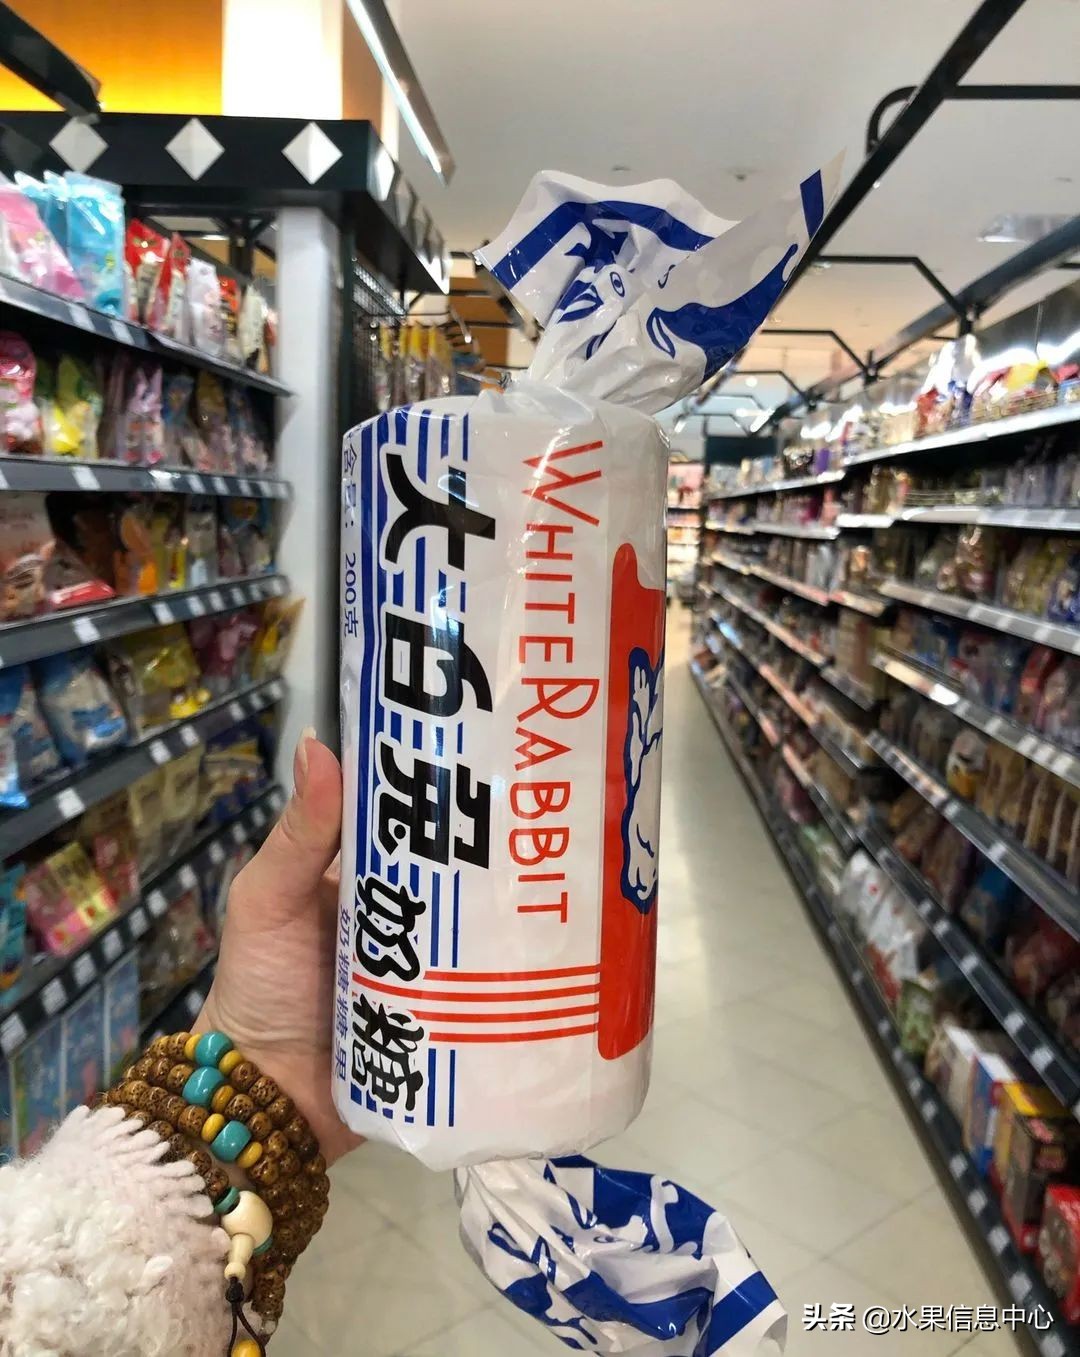 含量：200克
奶糖糖果
大白兔
奶糖
WHITE RABBIT
头条 @水果信息中心